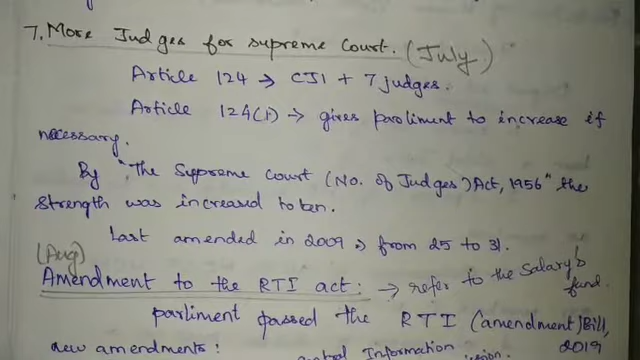 7. More Judges for supreme court. (July)
Article 124 → CJI + 7 judges.
Article 124(1) → gives parliment to increase if
necessary.
By "The Supreme Court (No. of Judges) Act, 1956" the
strength was increased to ten.
Last amended in 2009 → from 25 to 31.
(Aug)
Amendment to the RTI act: → refer to the salary's
fund.
parliment passed the RTI (amendment) Bill,
2019
new amendments:
Information